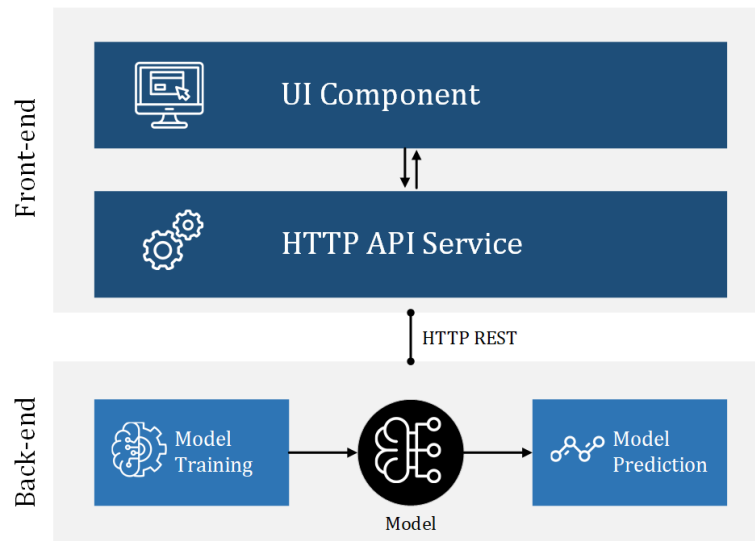 Front-end
UI Component
HTTP API Service
HTTP REST
Back-end
Model
Training
Model
Model
Prediction